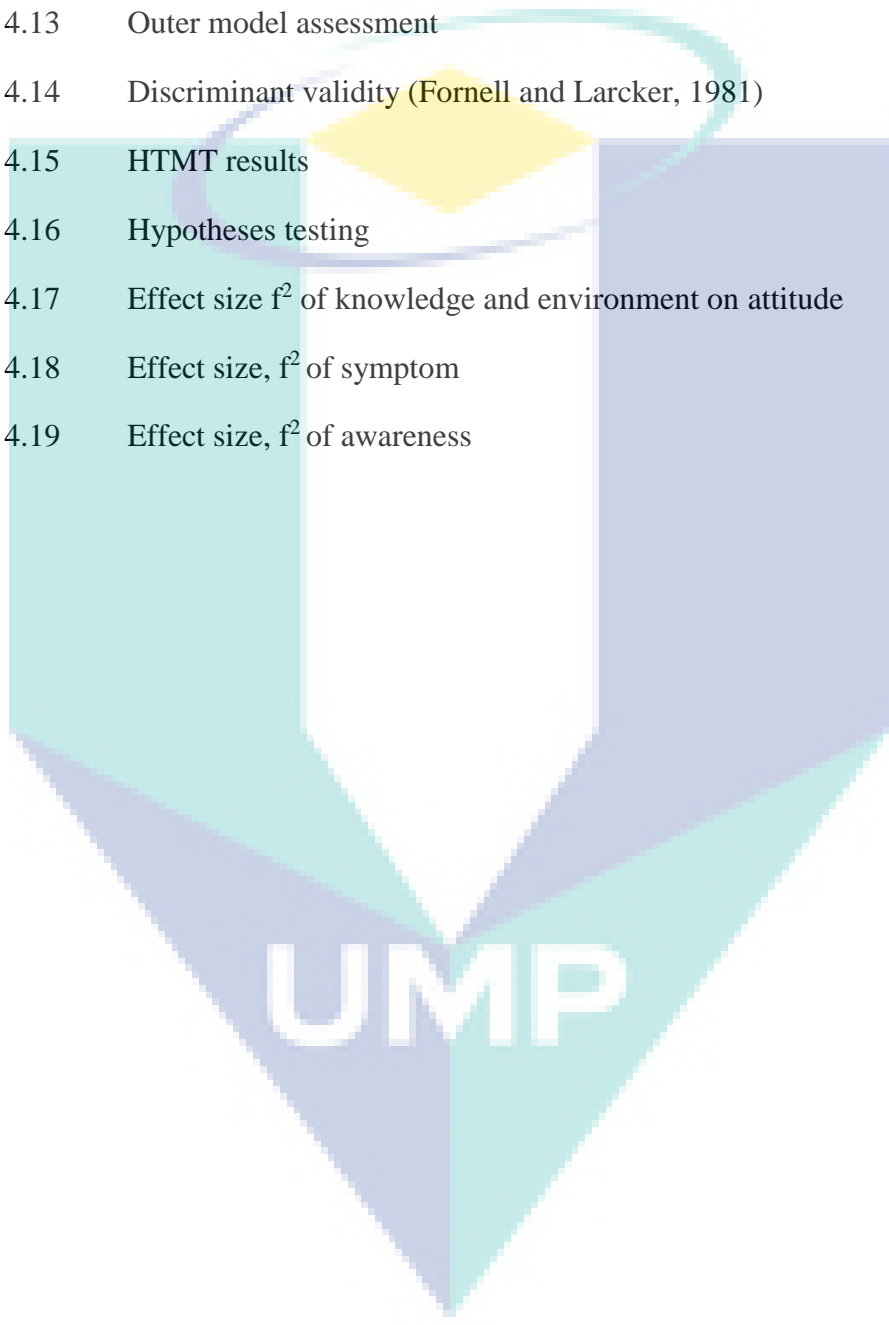 4.13 Outer model assessment
4.14 Discriminant validity (Fornell and Larcker, 1981)
4.15 HTMT results
4.16 Hypotheses testing
4.17 Effect size f² of knowledge and environment on attitude
4.18 Effect size, f² of symptom
4.19 Effect size, f² of awareness
UMP